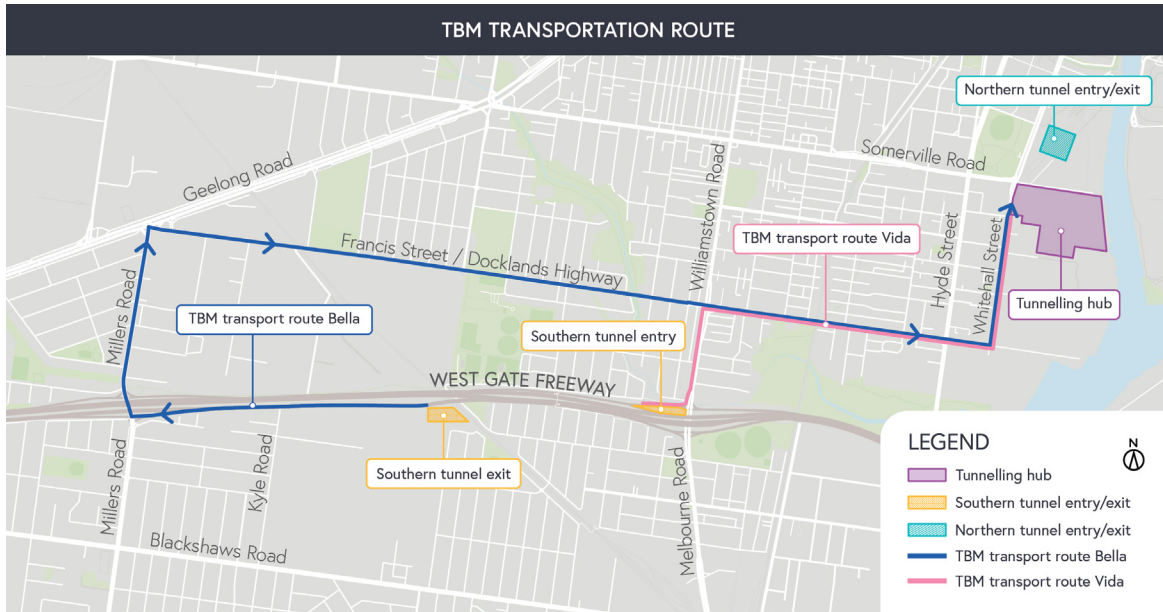 TBM TRANSPORTATION ROUTE
Northern tunnel entry/exit
Somerville Road
Geelong Road
Williamstown Road
TBM transport route Vida
Francis Street / Docklands Highway
Hyde Street
Whitehall Street
Tunnelling hub
Millers Road
TBM transport route Bella
Southern tunnel entry
WEST GATE FREEWAY
Southern tunnel exit
Millers Road
Kyle Road
Melbourne Road
Blackshaws Road
LEGEND
N
Tunnelling hub
Southern tunnel entry/exit
Northern tunnel entry/exit
TBM transport route Bella
TBM transport route Vida